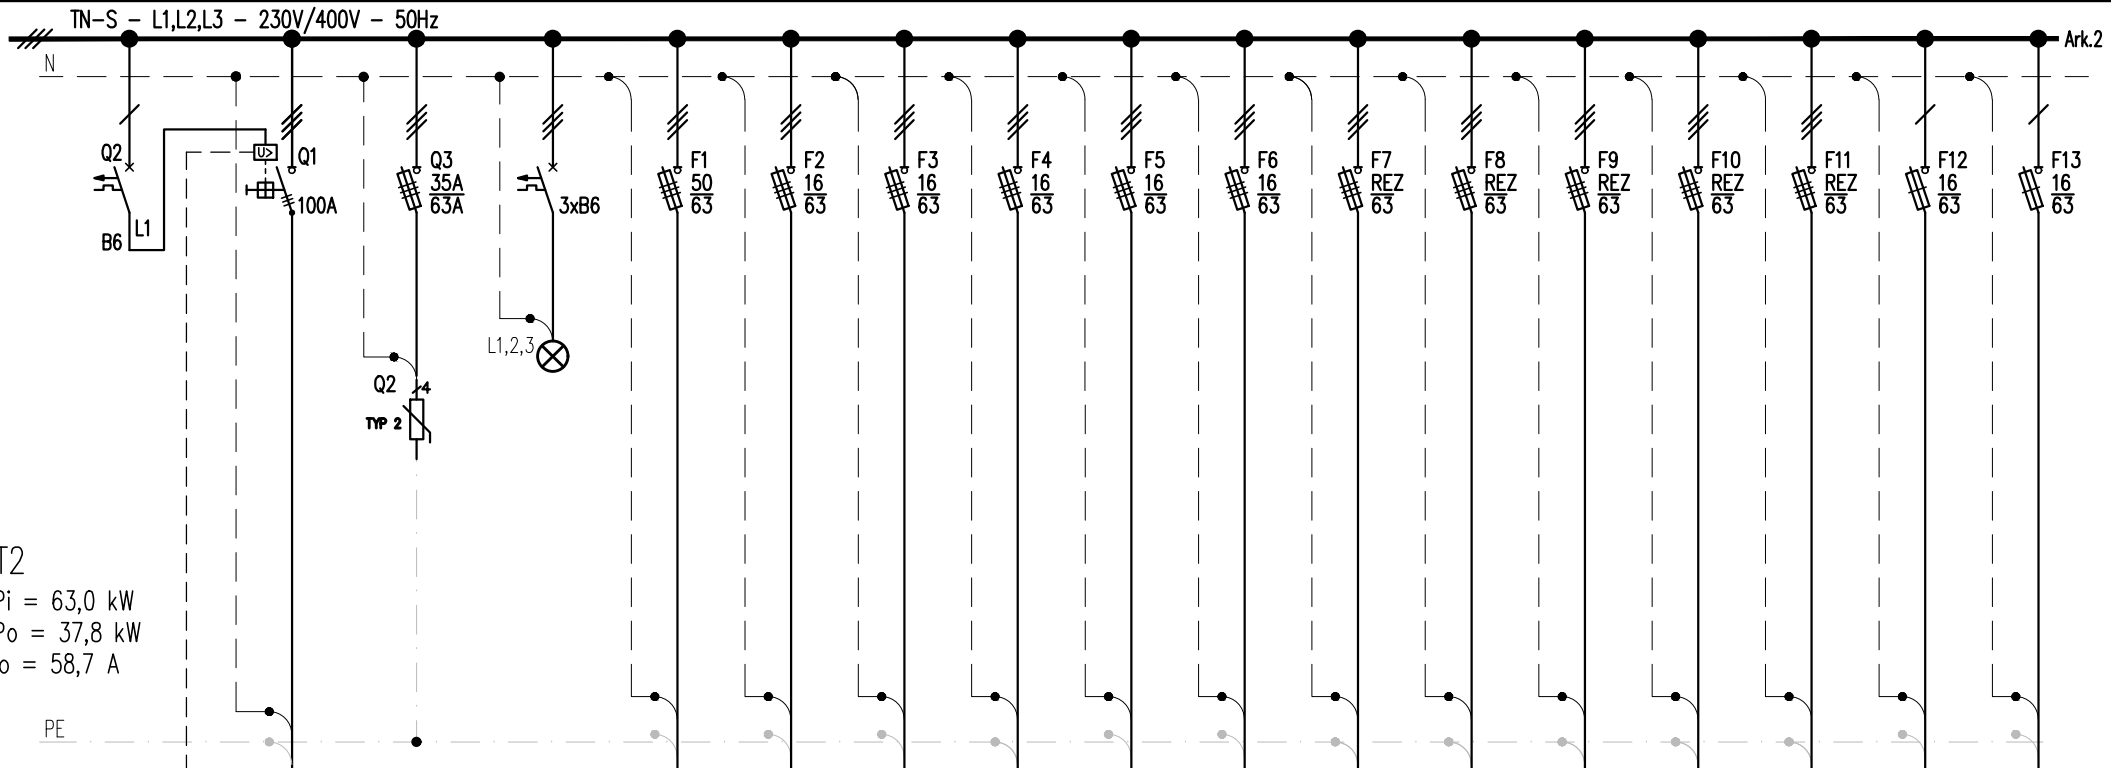 TN-S - L1,L2,L3 - 230V/400V - 50Hz
Ark.2
N
Q2
L1
B6
U>
Q1
100A
Q3
35A
63A
3xB6
F1
50
63
F2
16
63
F3
16
63
F4
16
63
F5
16
63
F6
16
63
F7
REZ
63
F8
REZ
63
F9
REZ
63
F10
REZ
63
F11
REZ
63
F12
16
63
F13
16
63
L1,2,3
Q2
4
TYP 2
T2
Pi = 63,0 kW
Po = 37,8 kW
o = 58,7 A
PE